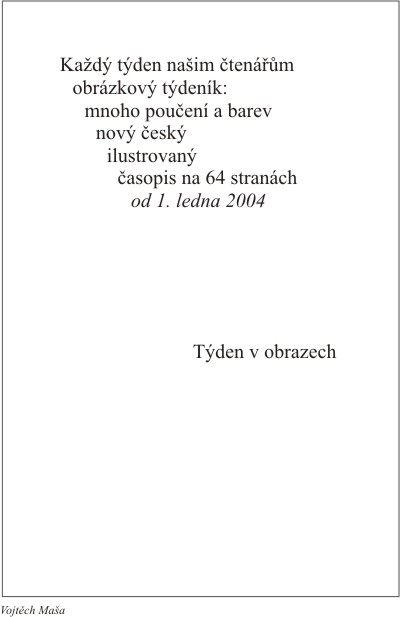 Každý týden našim čtenářům
obrázkový týdeník:
mnoho poučení a barev
nový český
ilustrovaný
časopis na 64 stranách
od 1. ledna 2004
Týden v obrazech
Vojtěch Maša